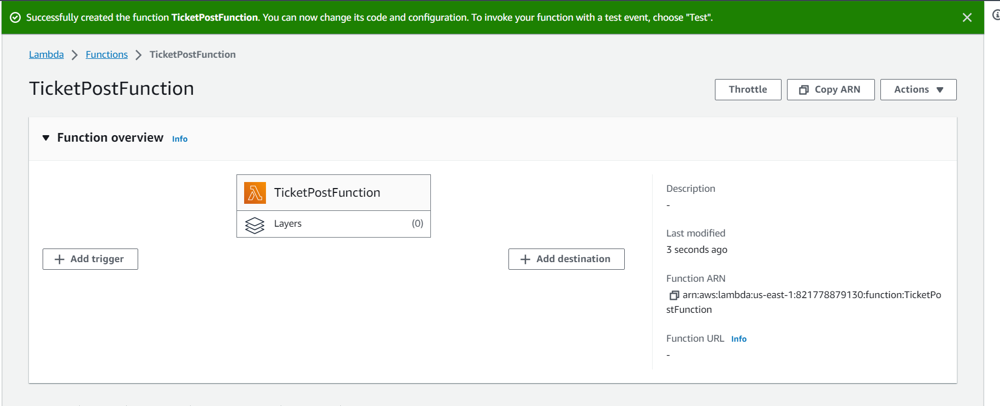 Successfully created the function TicketPostFunction. You can now change its code and configuration. To invoke your function with a test event, choose "Test".
Lambda > Functions > TicketPostFunction
TicketPostFunction
Throttle
Copy ARN
Actions
Function overview Info
TicketPostFunction
Layers (0)
+ Add trigger
+ Add destination
Description
-
Last modified
3 seconds ago
Function ARN
arn:aws:lambda:us-east-1:821778879130:function:TicketPo
stFunction
Function URL Info
-